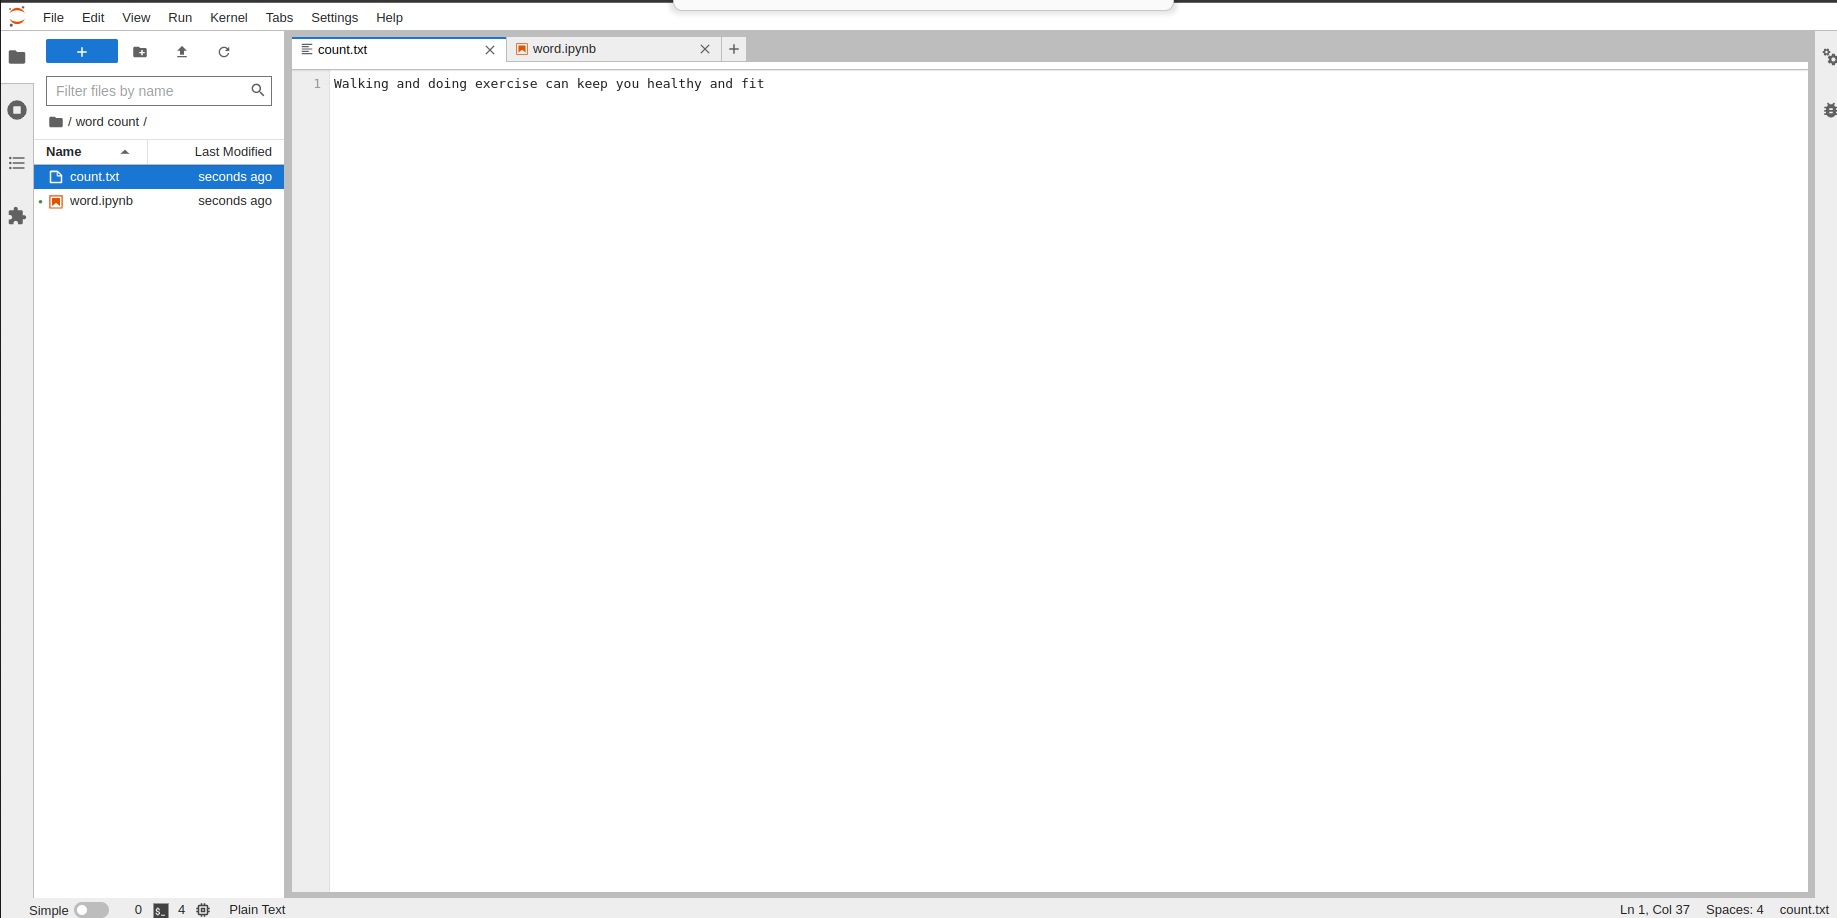 File Edit View Run Kernel Tabs Settings Help
Filter files by name
/ word count /
Name Last Modified
count.txt seconds ago
word.ipynb seconds ago
count.txt word.ipynb
1 Walking and doing exercise can keep you healthy and fit
Simple 0 $_ 4 Plain Text Ln 1, Col 37 Spaces: 4 count.txt